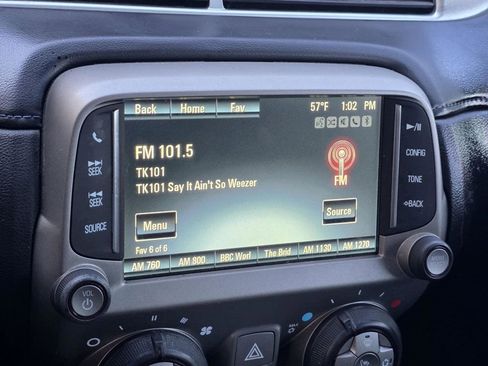 Back Home Fav 57°F 1:02 PM
FM 101.5
TK101
TK101 Say It Ain't So Weezer
FM
Menu
Source
Fav 6 of 6
AM 760 AM 800 BBC Worl The Brid AM 1130 AM 1270
SEEK
SEEK
SOURCE
VOL
CONFIG
TONE
BACK